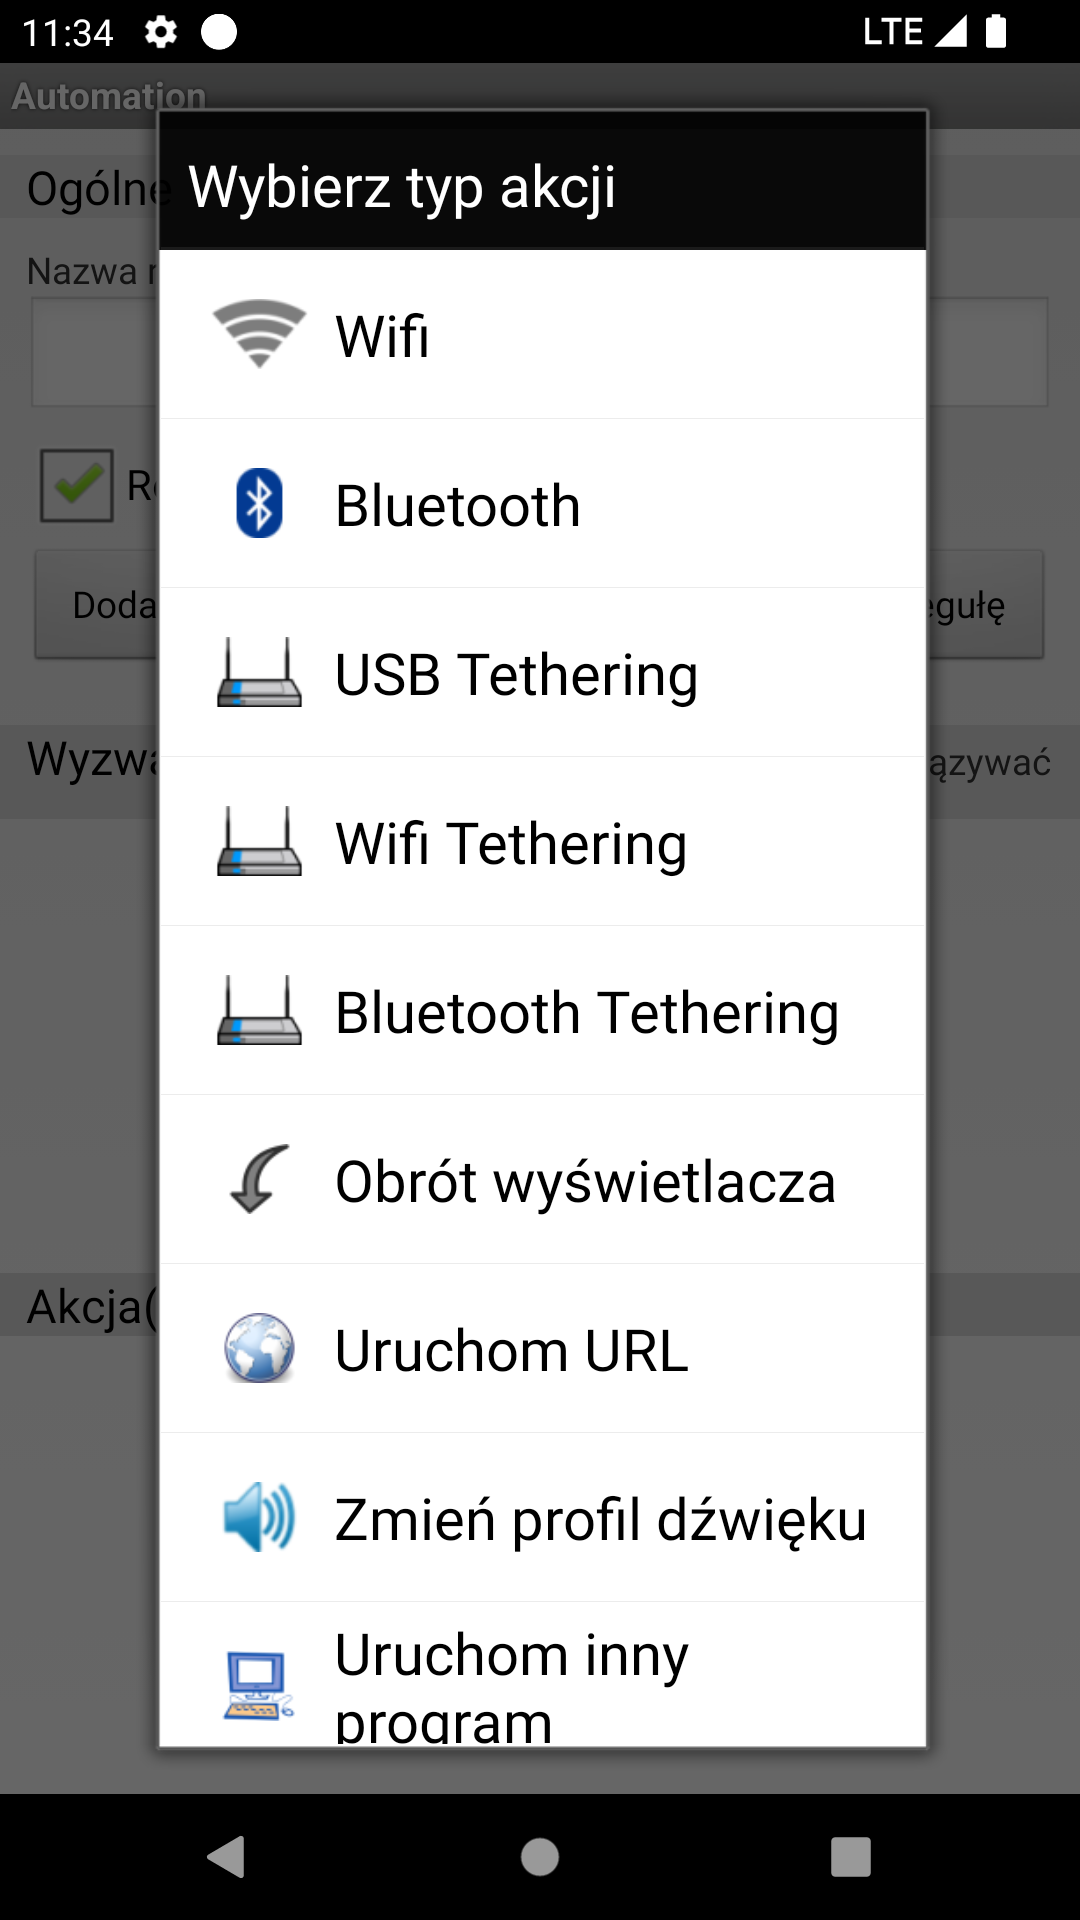 11:34
LTE
Automation
Ogólne
Wybierz typ akcji
Nazwa
Wifi
Bluetooth
Doda
egułę
USB Tethering
Wyzwa
ązywać
Wifi Tethering
Bluetooth Tethering
Obrót wyświetlacza
Akcja(
Uruchom URL
Zmień profil dźwięku
Uruchom inny
program